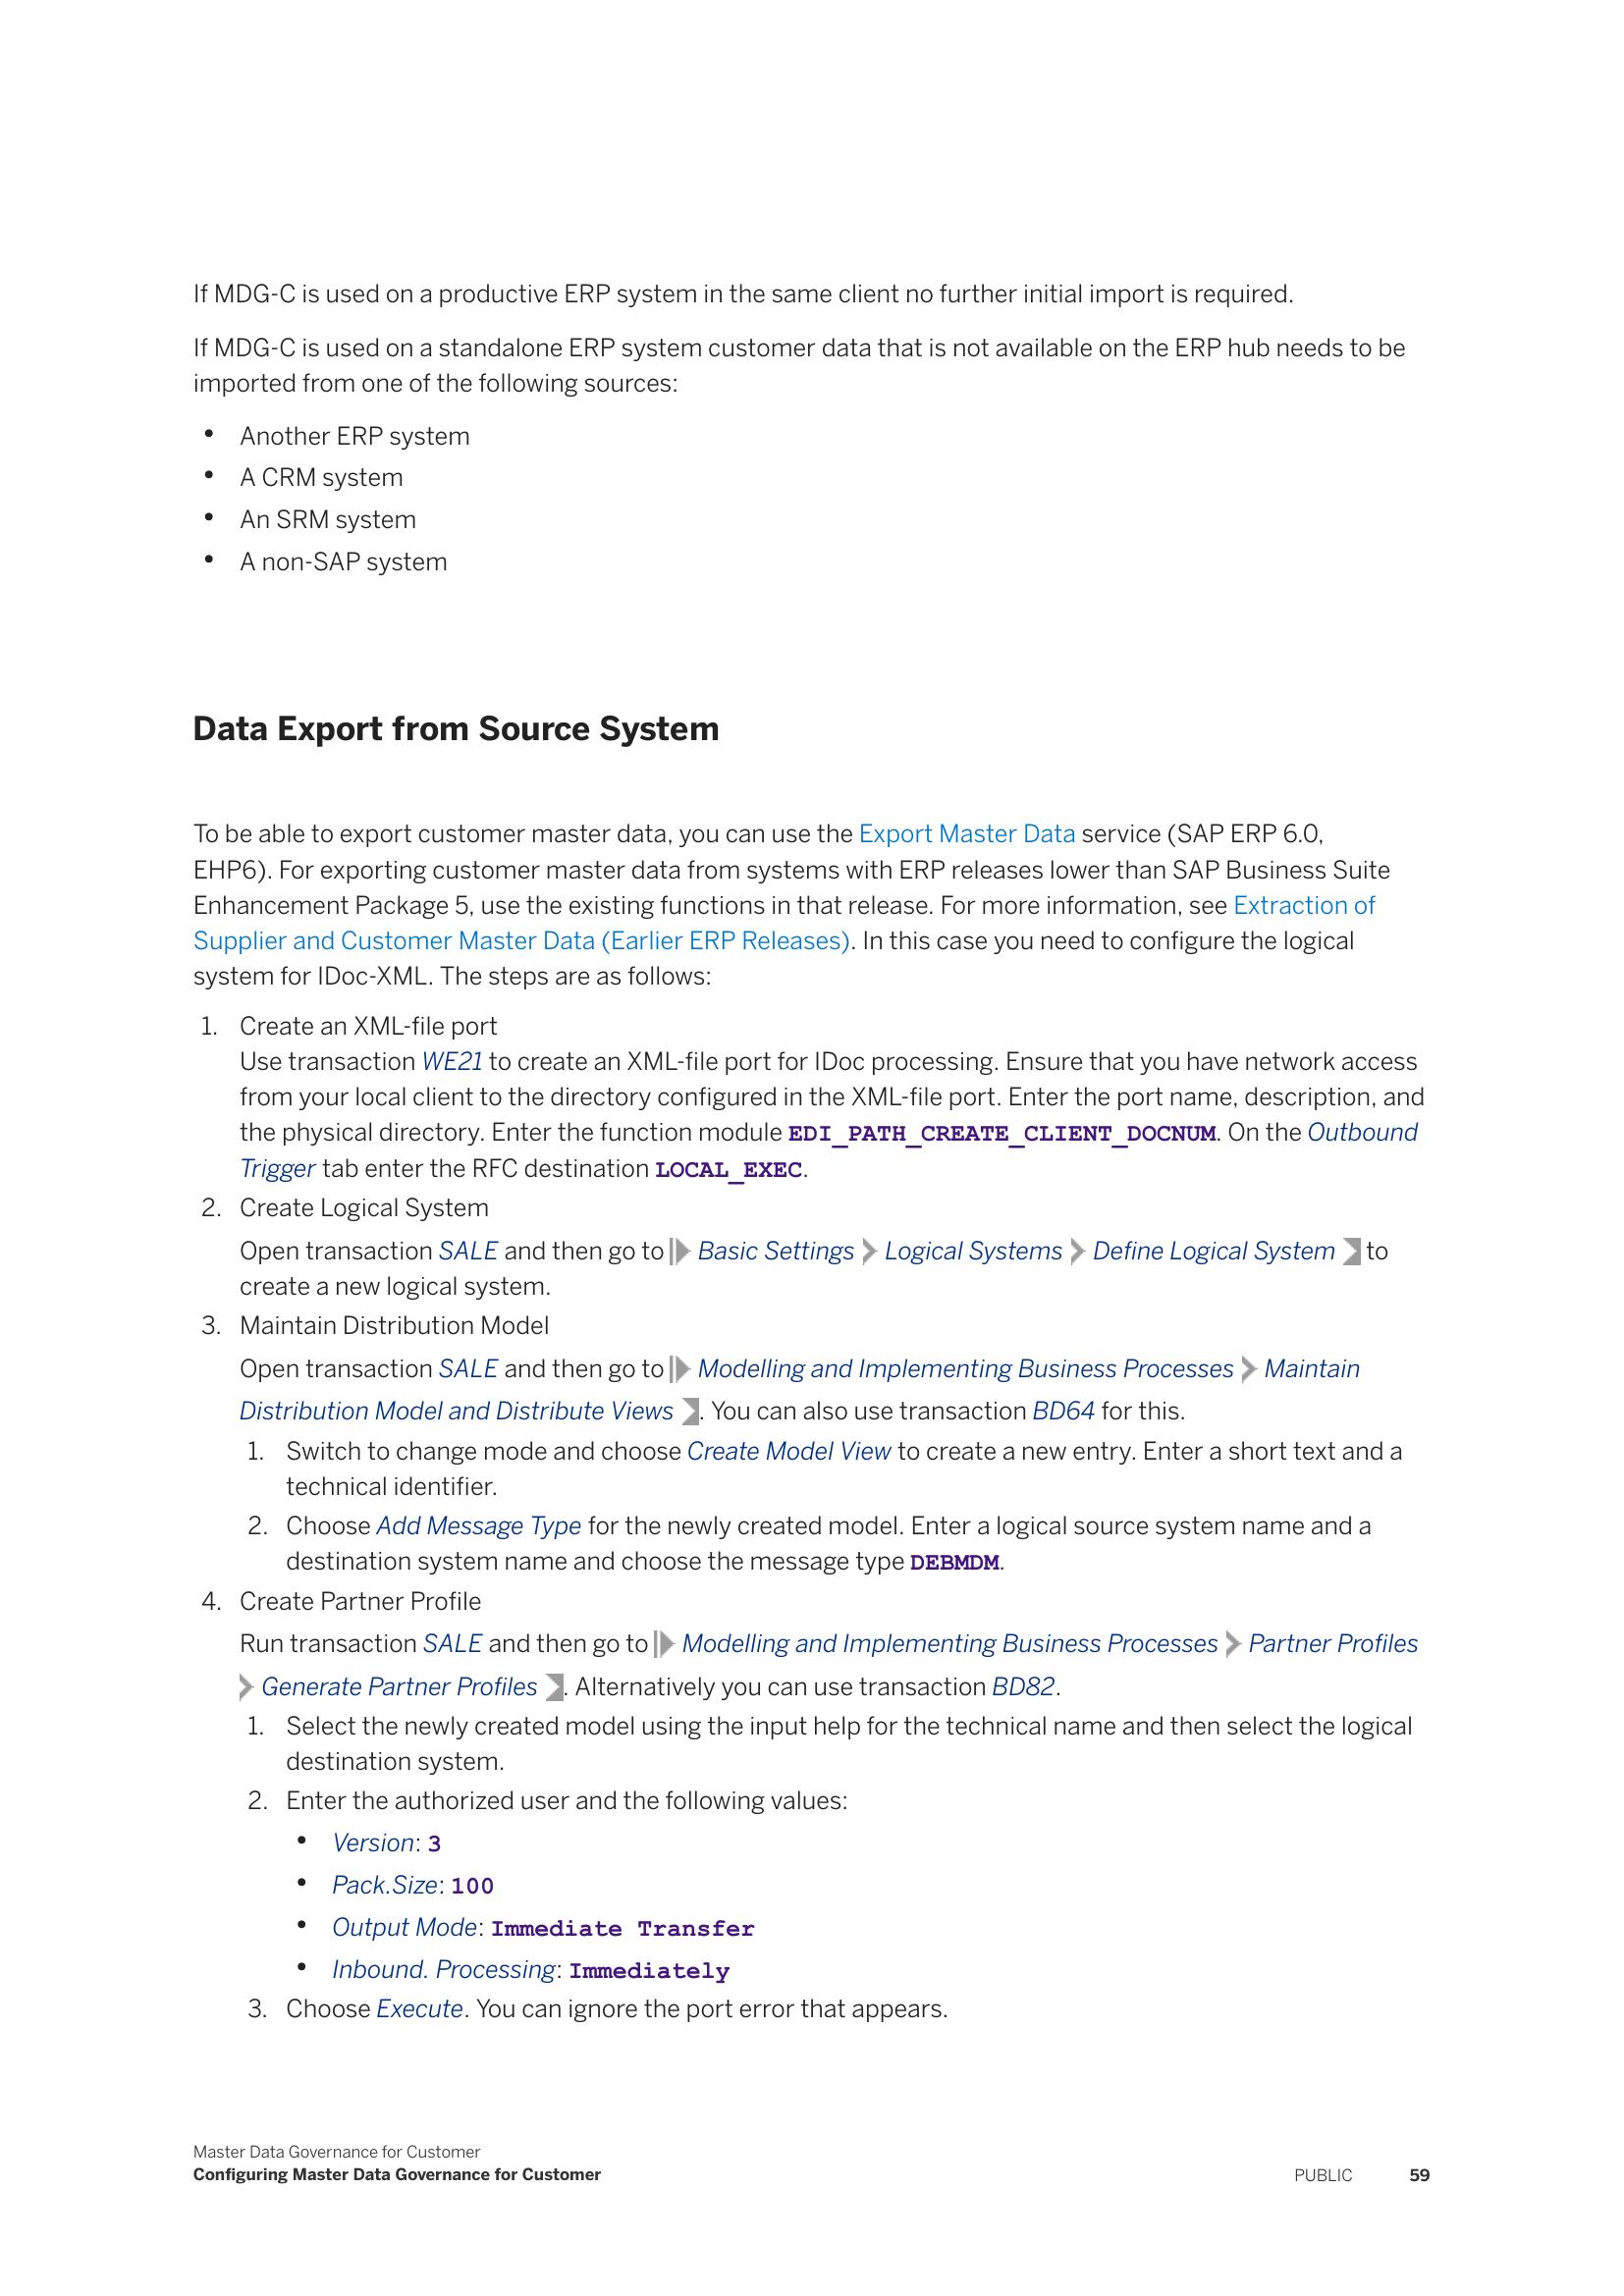 If MDG-C is used on a productive ERP system in the same client no further initial import is required.
If MDG-C is used on a standalone ERP system customer data that is not available on the ERP hub needs to be
imported from one of the following sources:
• Another ERP system
• A CRM system
• An SRM system
• A non-SAP system
Data Export from Source System
To be able to export customer master data, you can use the Export Master Data service (SAP ERP 6.0,
EHP6). For exporting customer master data from systems with ERP releases lower than SAP Business Suite
Enhancement Package 5, use the existing functions in that release. For more information, see Extraction of
Supplier and Customer Master Data (Earlier ERP Releases). In this case you need to configure the logical
system for IDoc-XML. The steps are as follows:
1. Create an XML-file port
Use transaction WE21 to create an XML-file port for IDoc processing. Ensure that you have network access
from your local client to the directory configured in the XML-file port. Enter the port name, description, and
the physical directory. Enter the function module EDI_PATH_CREATE_CLIENT_DOCNUM. On the Outbound
Trigger tab enter the RFC destination LOCAL_EXEC.
2. Create Logical System
Open transaction SALE and then go to Basic Settings Logical Systems Define Logical System to
create a new logical system.
3. Maintain Distribution Model
Open transaction SALE and then go to Modelling and Implementing Business Processes Maintain
Distribution Model and Distribute Views . You can also use transaction BD64 for this.
1. Switch to change mode and choose Create Model View to create a new entry. Enter a short text and a
technical identifier.
2. Choose Add Message Type for the newly created model. Enter a logical source system name and a
destination system name and choose the message type DEBMDM.
4. Create Partner Profile
Run transaction SALE and then go to Modelling and Implementing Business Processes Partner Profiles
Generate Partner Profiles . Alternatively you can use transaction BD82.
1. Select the newly created model using the input help for the technical name and then select the logical
destination system.
2. Enter the authorized user and the following values:
• Version: 3
• Pack.Size: 100
• Output Mode: Immediate Transfer
• Inbound. Processing: Immediately
3. Choose Execute. You can ignore the port error that appears.
Master Data Governance for Customer
Configuring Master Data Governance for Customer PUBLIC 59